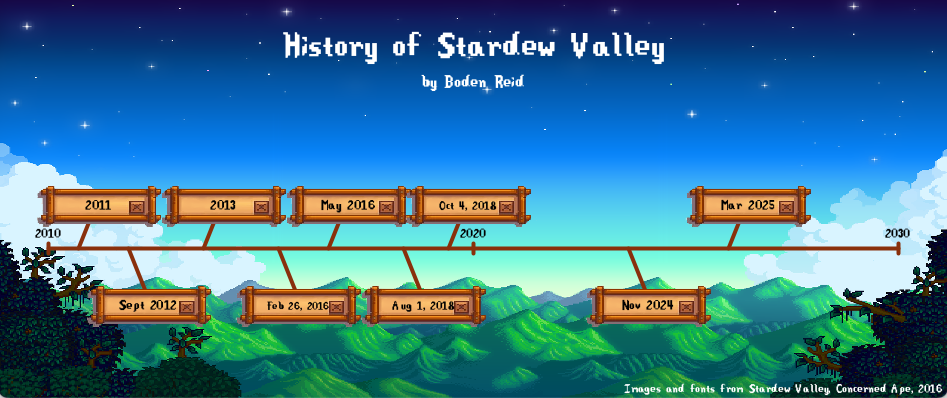 History of Stardew Valley
by Boden Reid
2011
2013
May 2016
Oct 4, 2018
Mar 2025
2010
2020
2030
Sept 2012
Feb 26, 2016
Aug 1, 2018
Nov 2024
Images and fonts from Stardew Valley, Concerned Ape, 2016